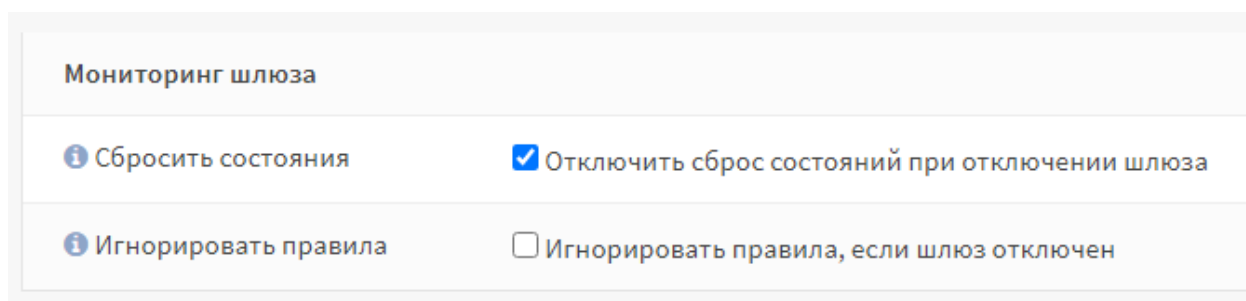 Мониторинг шлюза
Сбросить состояния Отключить сброс состояний при отключении шлюза
Игнорировать правила Игнорировать правила, если шлюз отключен